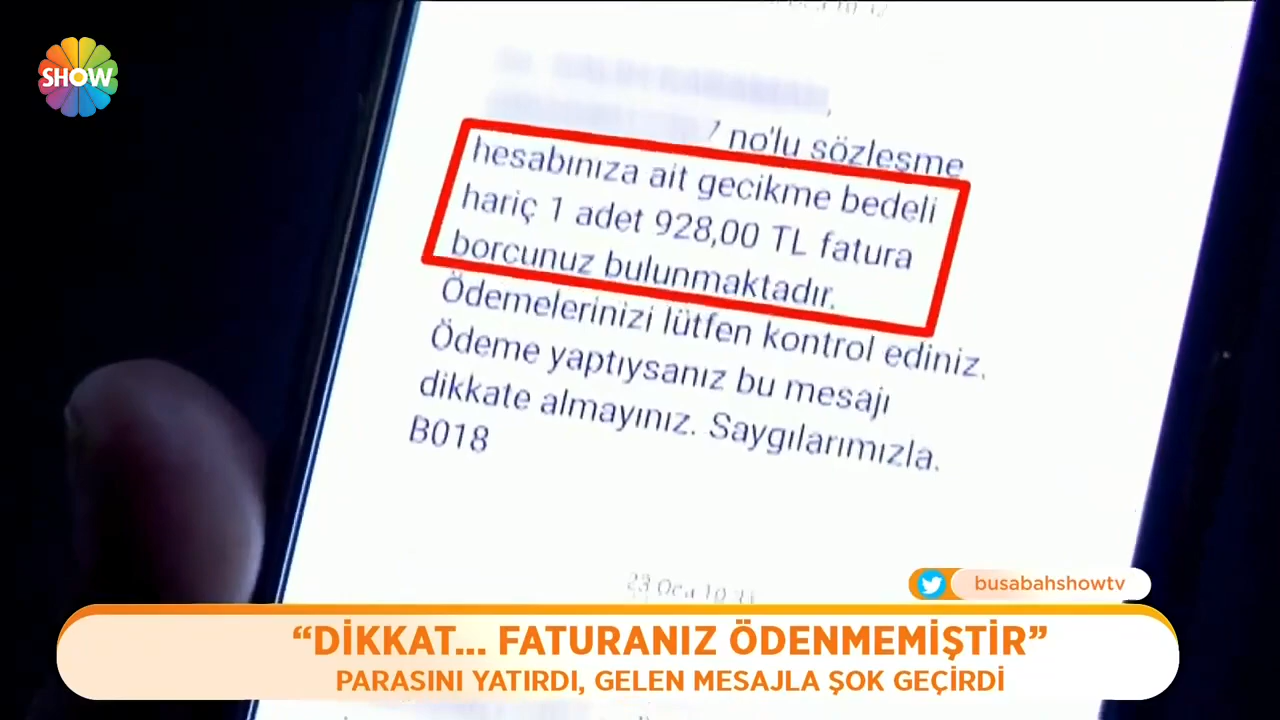 SHOW
no'lu sözleşme
hesabınıza ait gecikme bedeli
hariç 1 adet 928,00 TL fatura
borcunuz bulunmaktadır.
Ödemelerinizi lütfen kontrol ediniz.
Ödeme yaptıysanız bu mesajı
dikkate almayınız. Saygılarımızla.
B018
23 Oca
busabahshowtv
“DİKKAT... FATURANIZ ÖDENMEMİŞTİR”
PARASINI YATIRDI, GELEN MESAJLA ŞOK GEÇİRDİ